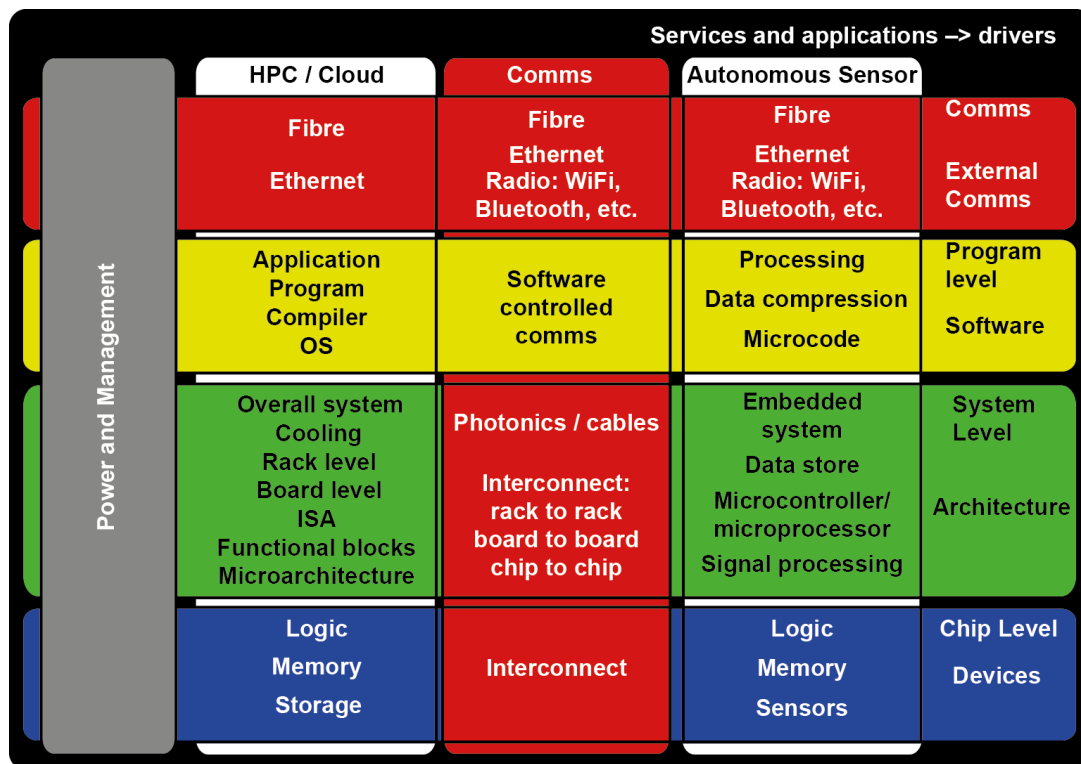 Services and applications –> drivers
HPC / Cloud
Comms
Autonomous Sensor
Power and Management
Fibre
Ethernet
Fibre
Ethernet
Radio: WiFi,
Bluetooth, etc.
Fibre
Ethernet
Radio: WiFi,
Bluetooth, etc.
Comms
External
Comms
Application
Program
Compiler
OS
Software
controlled
comms
Processing
Data compression
Microcode
Program
level
Software
Overall system
Cooling
Rack level
Board level
ISA
Functional blocks
Microarchitecture
Photonics / cables
Interconnect:
rack to rack
board to board
chip to chip
Embedded
system
Data store
Microcontroller/
microprocessor
Signal processing
System
Level
Architecture
Logic
Memory
Storage
Interconnect
Logic
Memory
Sensors
Chip Level
Devices